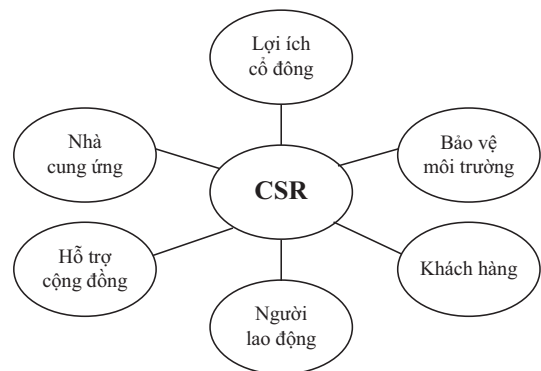 Lợi ích
cổ đông
Nhà
cung ứng
Bảo vệ
môi trường
CSR
Hỗ trợ
cộng đồng
Khách hàng
Người
lao động